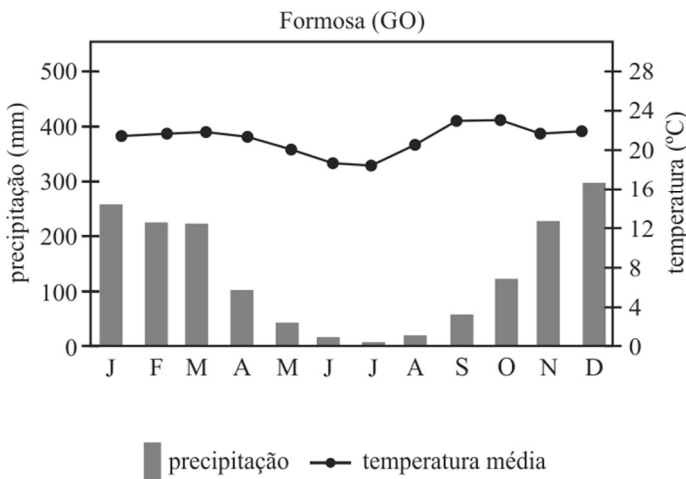 Formosa (GO)
precipitação (mm)
500
400
300
200
100
0
28
24
20
16
12
8
4
0
temperatura (ºC)
J F M A M J J A S O N D
precipitação temperatura média